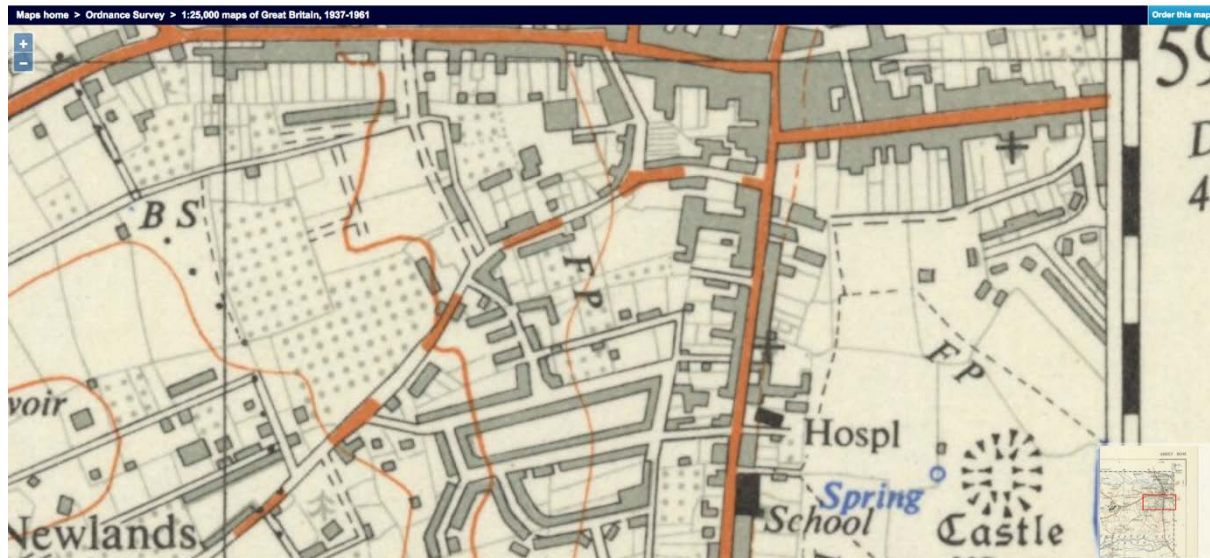 Maps home > Ordnance Survey > 1:25,000 maps of Great Britain, 1937-1961
Order this map
+
−
59
D
4
B S
F P
F P
voir
Hospl
Spring
School
Castle
Newlands